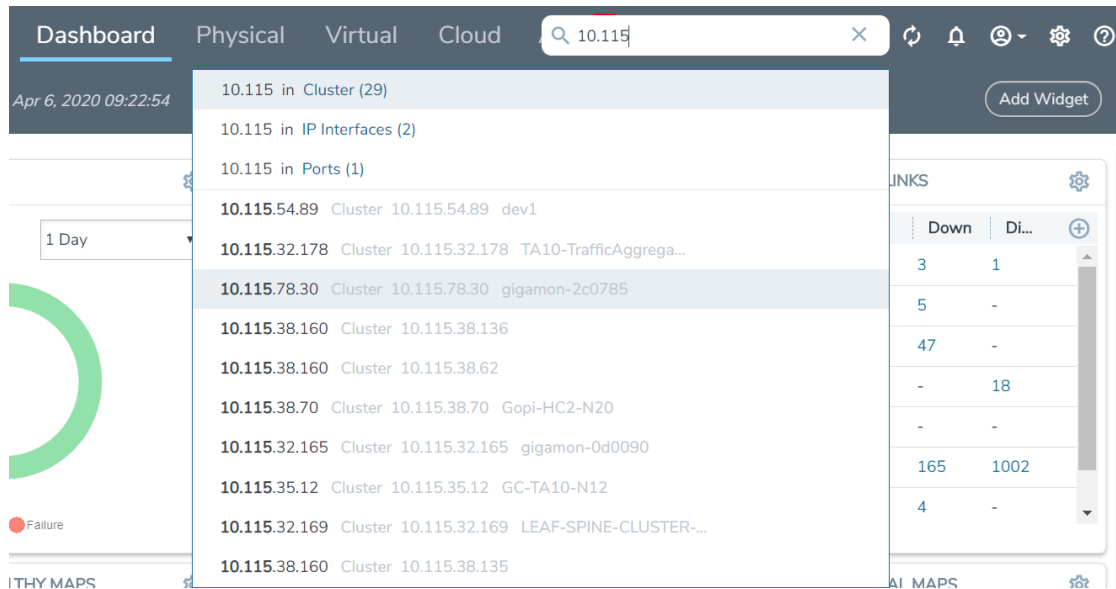 Dashboard Physical Virtual Cloud 10.115
Apr 6, 2020 09:22:54
Add Widget
10.115 in Cluster (29)
10.115 in IP Interfaces (2)
10.115 in Ports (1)
10.115.54.89 Cluster 10.115.54.89 dev1
10.115.32.178 Cluster 10.115.32.178 TA10-TrafficAggrega...
10.115.78.30 Cluster 10.115.78.30 gigamon-2c0785
10.115.38.160 Cluster 10.115.38.136
10.115.38.160 Cluster 10.115.38.62
10.115.38.70 Cluster 10.115.38.70 Gopi-HC2-N20
10.115.32.165 Cluster 10.115.32.165 gigamon-0d0090
10.115.35.12 Cluster 10.115.35.12 GC-TA10-N12
10.115.32.169 Cluster 10.115.32.169 LEAF-SPINE-CLUSTER-...
10.115.38.160 Cluster 10.115.38.135
1 Day
Failure
LINKS
Down Di...
3 1
5 -
47 -
- 18
- -
165 1002
4 -
LTHY MAPS
AL MAPS